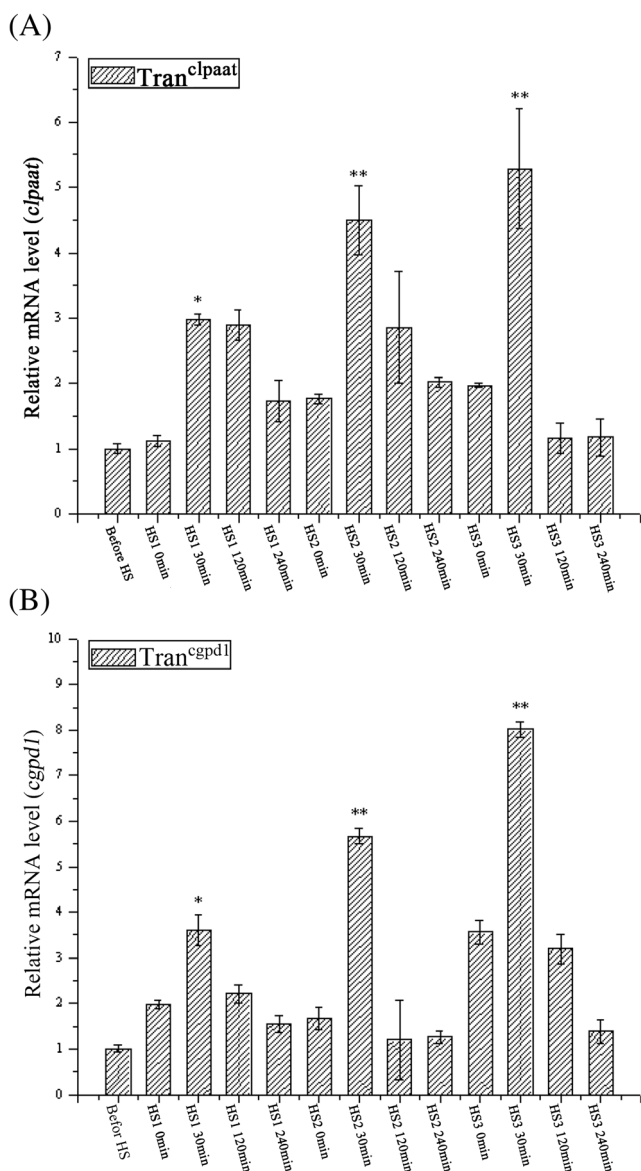 (A)
7
6
5
4
3
2
1
0
Relative mRNA level (clpaat)
Tran^clpaat
*
**
**
Before HS
HS1 0min
HS1 30min
HS1 120min
HS1 240min
HS2 0min
HS2 30min
HS2 120min
HS2 240min
HS3 0min
HS3 30min
HS3 120min
HS3 240min
(B)
10
9
8
7
6
5
4
3
2
1
0
Relative mRNA level (cgpd1)
Tran^cgpd1
*
**
**
Befor HS
HS1 0min
HS1 30min
HS1 120min
HS1 240min
HS2 0min
HS2 30min
HS2 120min
HS2 240min
HS3 0min
HS3 30min
HS3 120min
HS3 240min